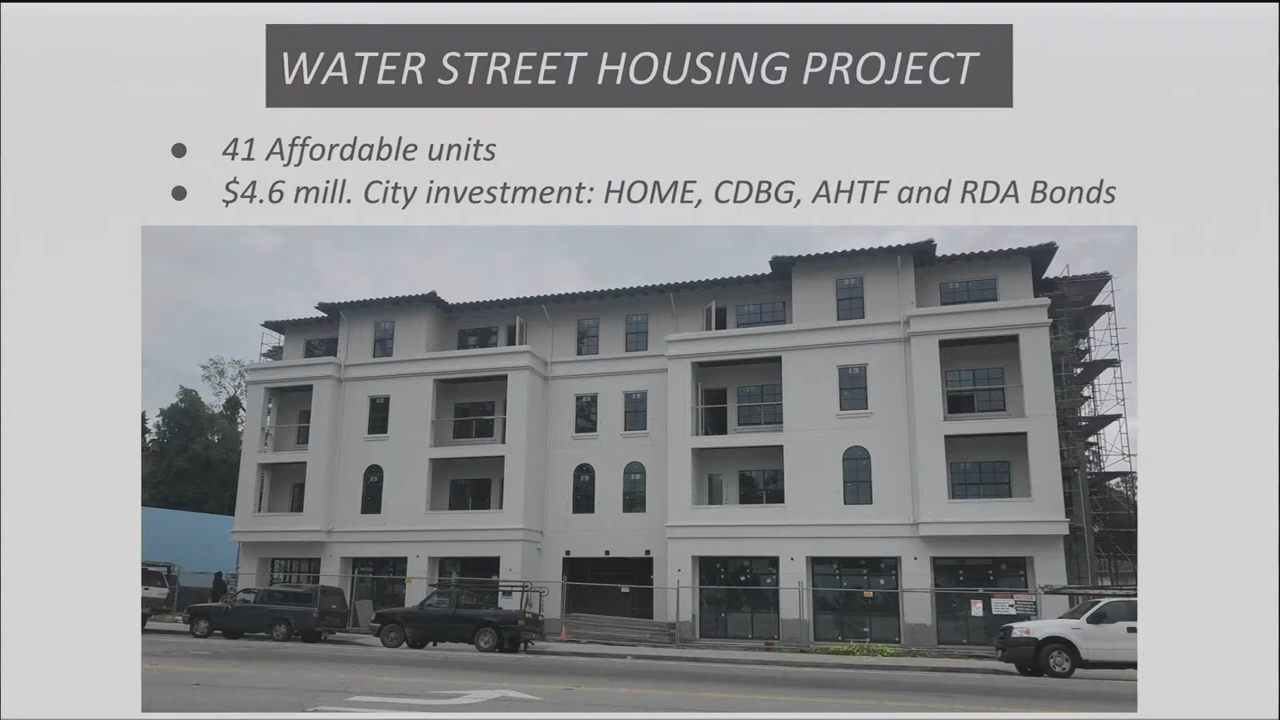 WATER STREET HOUSING PROJECT
● 41 Affordable units
● $4.6 mill. City investment: HOME, CDBG, AHTF and RDA Bonds